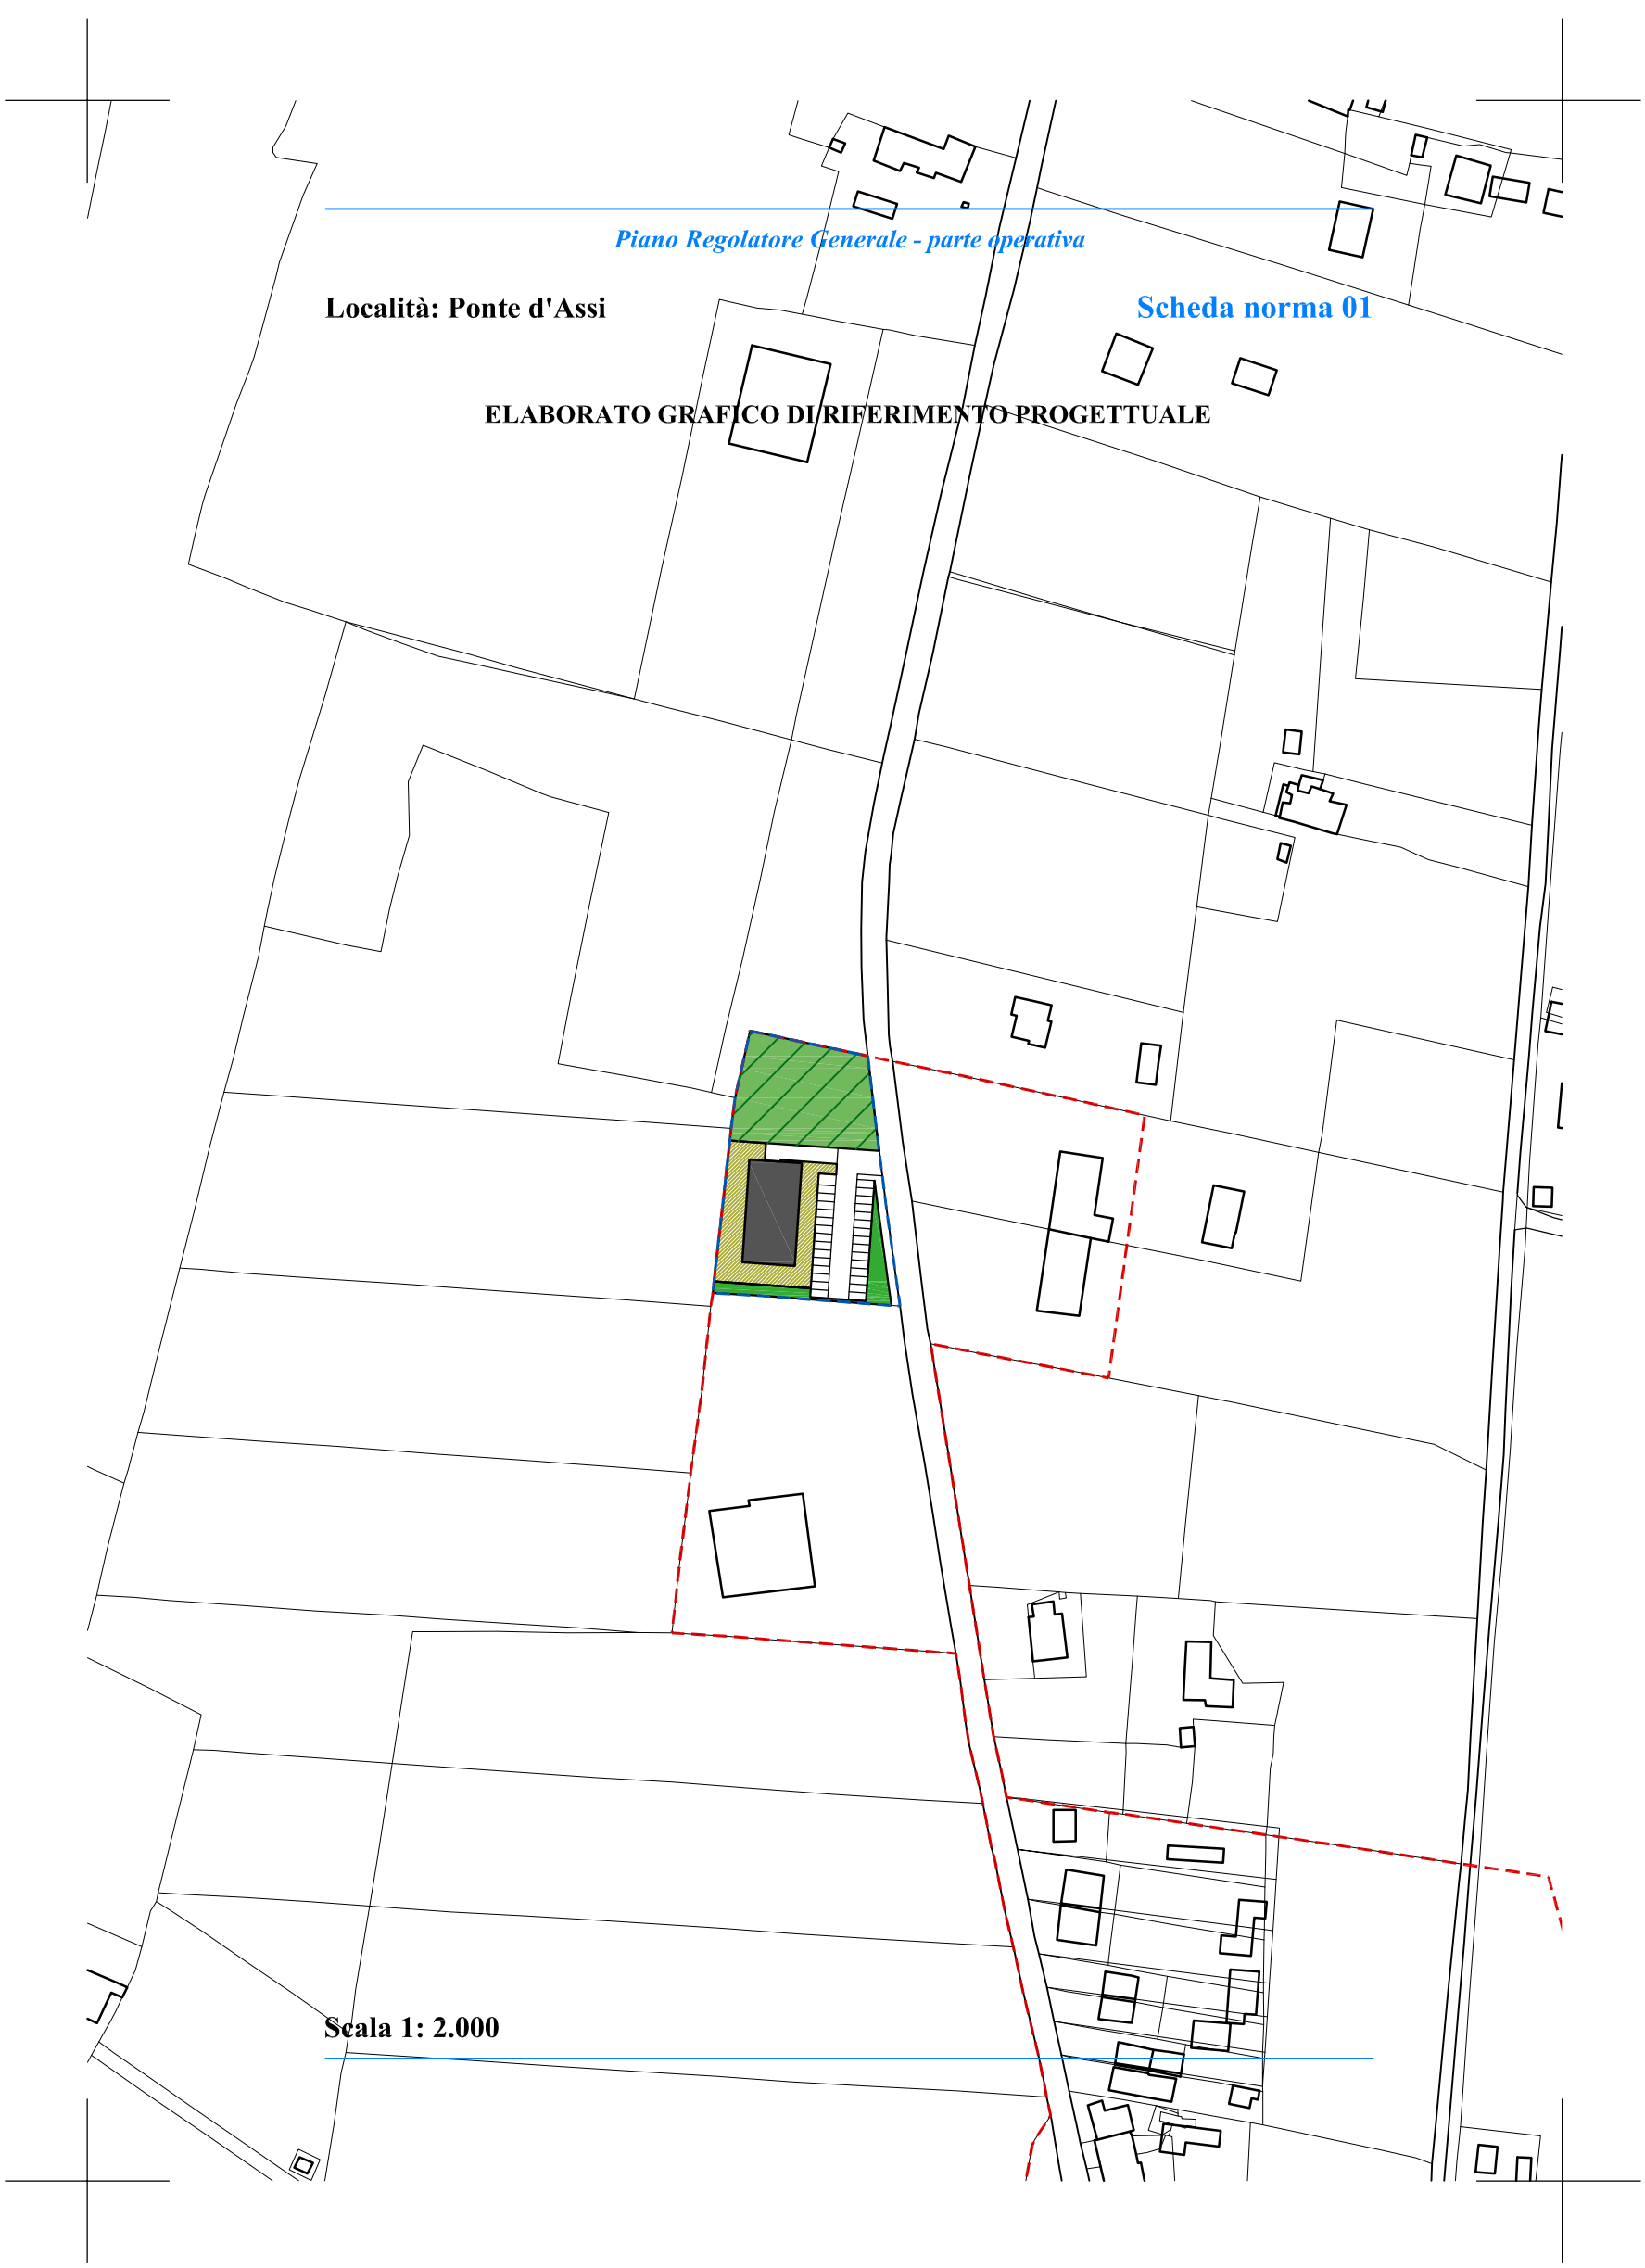 Piano Regolatore Generale - parte operativa
Località: Ponte d'Assi
Scheda norma 01
ELABORATO GRAFICO DI RIFERIMENTO PROGETTUALE
Scala 1: 2.000